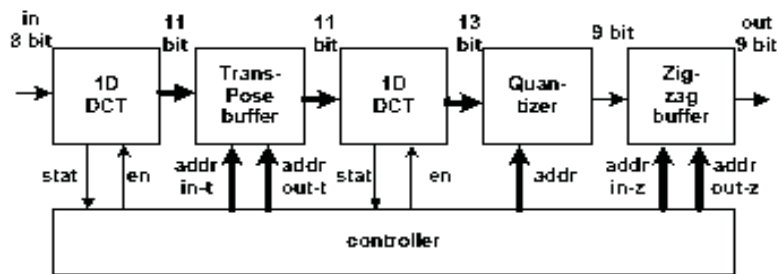 in
8 bit
11
bit
11
bit
13
bit
9 bit
out
9 bit
1D
DCT
Trans-
Pose
buffer
1D
DCT
Quan-
tizer
Zig-
zag
buffer
stat
en
addr
in-t
addr
out-t
stat
en
addr
addr
in-z
addr
out-z
controller